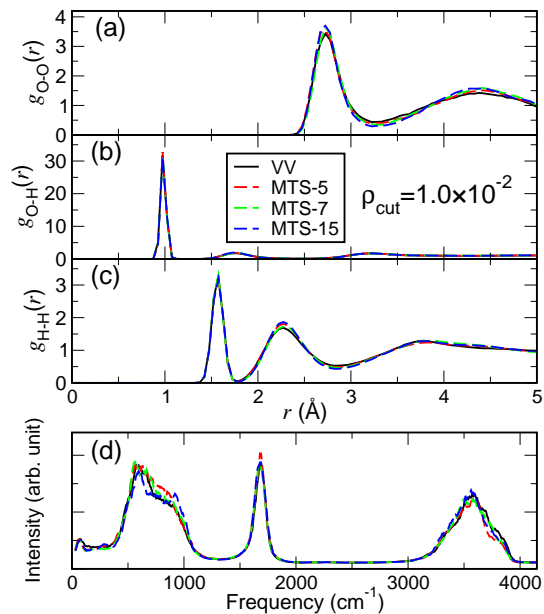 (a)
g_O-O(r)
4
3
2
1
0
(b)
g_O-H(r)
30
20
10
0
VV
MTS-5
MTS-7
MTS-15
ρ_cut=1.0×10^-2
(c)
g_H-H(r)
3
2
1
0
0 1 2 3 4 5
r (Å)
(d)
Intensity (arb. unit)
0 1000 2000 3000 4000
Frequency (cm^-1)